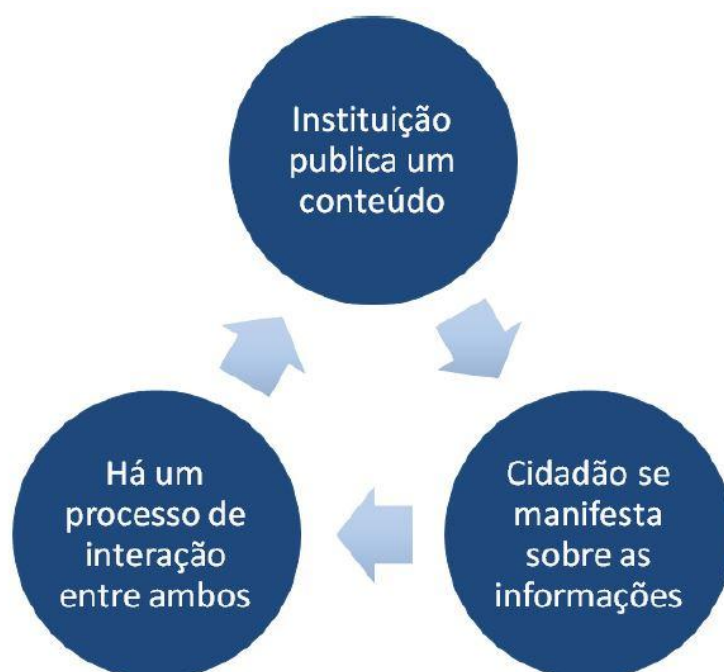 Instituição
publica um
conteúdo
Cidadão se
manifesta
sobre as
informações
Há um
processo de
interação
entre ambos